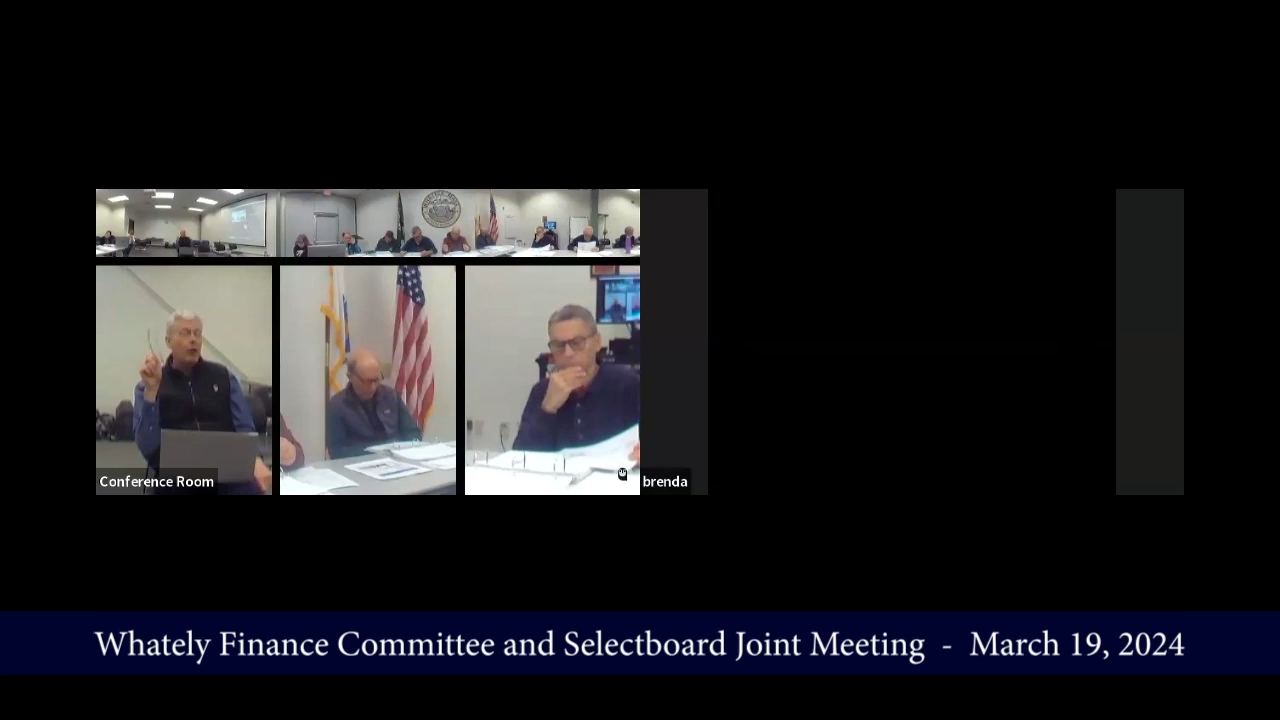 Conference Room
brenda
Whately Finance Committee and Selectboard Joint Meeting - March 19, 2024